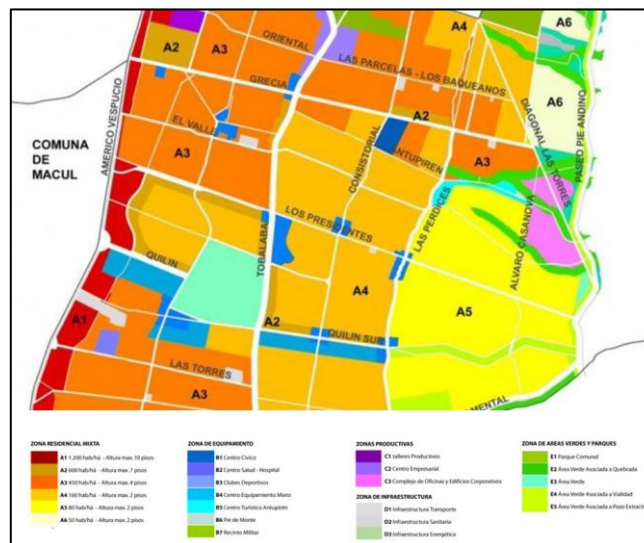 A6
A4
A2
A3
ORIENTAL
LAS PARCELAS - LOS BAQUEANOS
GRECIA
A6
AMERICO VESPUCIO
EL VALLE
A2
CONSISTORIAL
DIAGONAL LAS TORRES
PASEO PIE ANDINO
COMUNA
DE
MACUL
ANTUPIREN
A3
A3
LAS PERDICES
LOS PRESIDENTES
TOBALABA
ALVARO CASANOVA
QUILIN
A4
A5
A1
A2
QUILIN SUR
LAS TORRES
A3
AMENTAL
ZONA RESIDENCIAL MIXTA
A1 1.200 hab/há - Altura max. 10 pisos
A2 600 hab/há - Altura max. 7 pisos
A3 450 hab/há - Altura max. 4 pisos
A4 160 hab/há - Altura max. 2 pisos
A5 80 hab/há - Altura max. 2 pisos
A6 50 hab/há - Altura max. 2 pisos
ZONA DE EQUIPAMIENTO
B1 Centro Cívico
B2 Centro Salud - Hospital
B3 Clubes Deportivos
B4 Centro Equipamiento Mixto
B5 Centro Turístico Antupirén
B6 Pie de Monte
B7 Recinto Militar
ZONAS PRODUCTIVAS
C1 Talleres Productivos
C2 Centro Empresarial
C3 Complejo de Oficinas y Edificios Corporativos
ZONA DE INFRAESTRUCTURA
D1 Infraestructura Transporte
D2 Infraestructura Sanitaria
D3 Infraestructura Energética
ZONA DE AREAS VERDES Y PARQUES
E1 Parque Comunal
E2 Área Verde Asociada a Quebrada
E3 Área Verde
E4 Área Verde Asociada a Vialidad
E5 Área Verde Asociada a Pozo Extracti